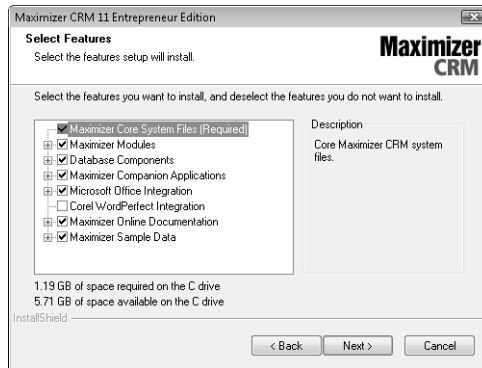 Maximizer CRM 11 Entrepreneur Edition
Select Features
Select the features setup will install.
Maximizer
CRM
Select the features you want to install, and deselect the features you do not want to install.
Maximizer Core System Files (Required)
Maximizer Modules
Database Components
Maximizer Companion Applications
Microsoft Office Integration
Corel WordPerfect Integration
Maximizer Online Documentation
Maximizer Sample Data
Description
Core Maximizer CRM system
files.
1.19 GB of space required on the C drive
5.71 GB of space available on the C drive
InstallShield
< Back
Next >
Cancel